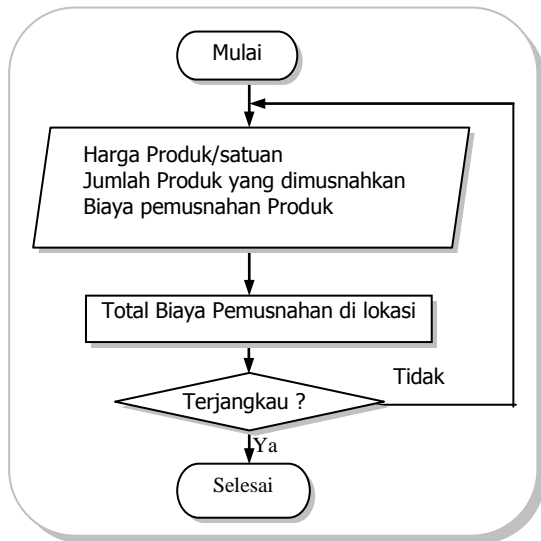 Mulai
Harga Produk/satuan
Jumlah Produk yang dimusnahkan
Biaya pemusnahan Produk
Total Biaya Pemusnahan di lokasi
Tidak
Terjangkau ?
Ya
Selesai